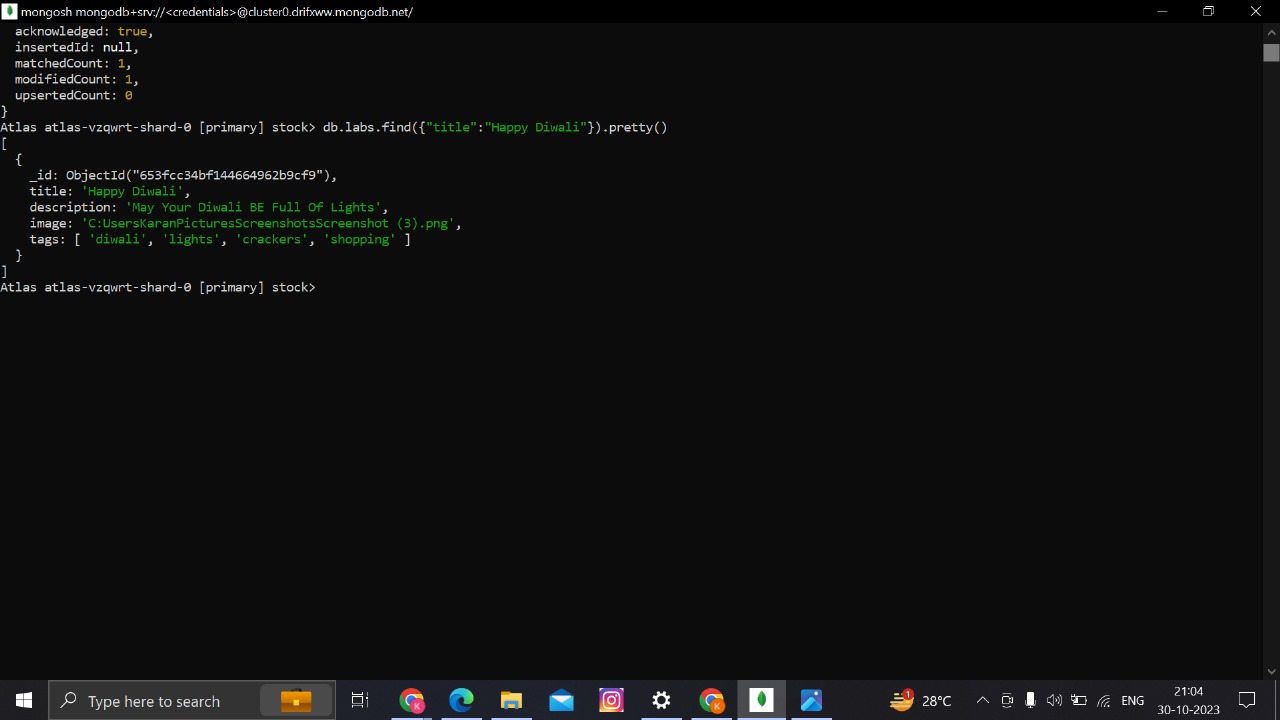 mongosh mongodb+srv://<credentials>@cluster0.drifxww.mongodb.net/
acknowledged: true,
insertedId: null,
matchedCount: 1,
modifiedCount: 1,
upsertedCount: 0
}
Atlas atlas-vzqwrt-shard-0 [primary] stock> db.labs.find({"title":"Happy Diwali"}).pretty()
[
{
_id: ObjectId("653fcc34bf144664962b9cf9"),
title: 'Happy Diwali',
description: 'May Your Diwali BE Full Of Lights',
image: 'C:UsersKaranPicturesScreenshotsScreenshot (3).png',
tags: [ 'diwali', 'lights', 'crackers', 'shopping' ]
}
]
Atlas atlas-vzqwrt-shard-0 [primary] stock>
Type here to search
K
K
1
28°C
ENG
21:04
30-10-2023